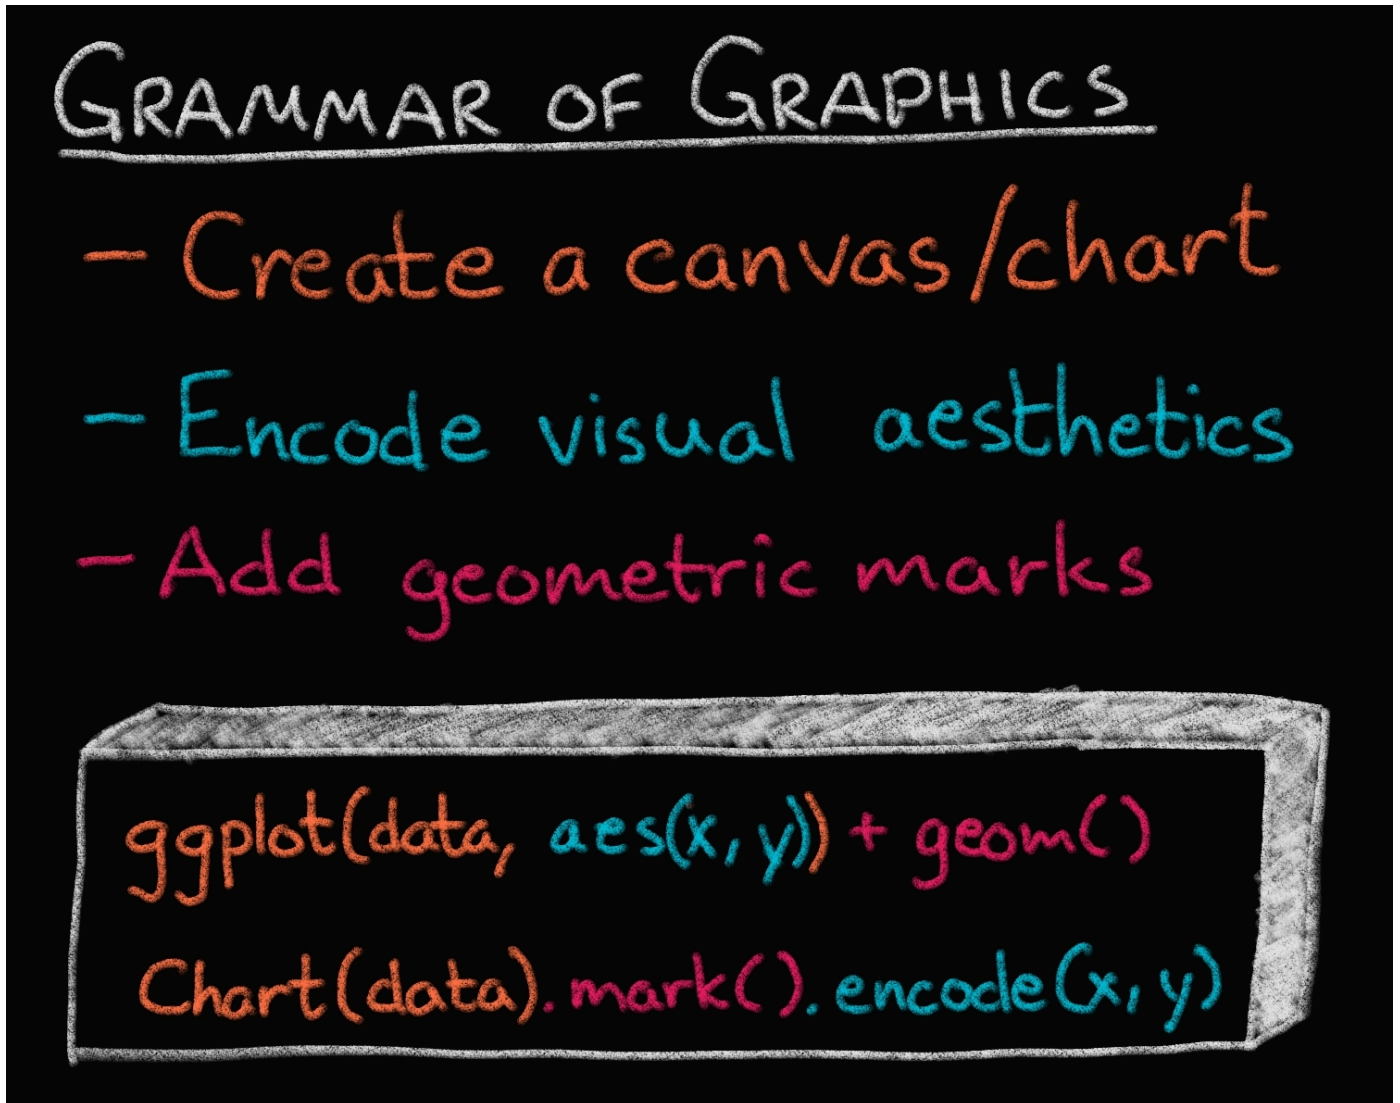 GRAMMAR OF GRAPHICS
- Create a canvas/chart
- Encode visual aesthetics
- Add geometric marks
ggplot(data, aes(x, y)) + geom()
Chart(data).mark().encode(x, y)